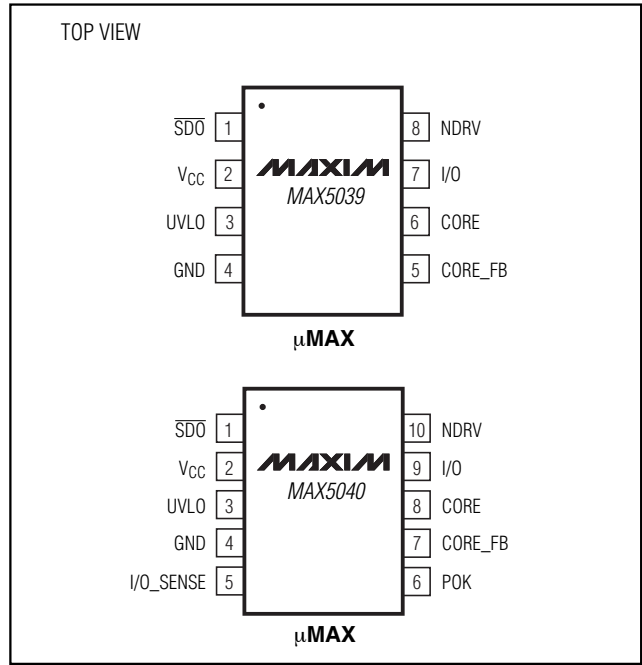 TOP VIEW
SDO 1 8 NDRV
VCC 2 MAXIM 7 I/O
MAX5039
UVLO 3 6 CORE
GND 4 5 CORE_FB
μMAX
SDO 1 10 NDRV
VCC 2 MAXIM 9 I/O
MAX5040
UVLO 3 8 CORE
GND 4 7 CORE_FB
I/O_SENSE 5 6 POK
μMAX